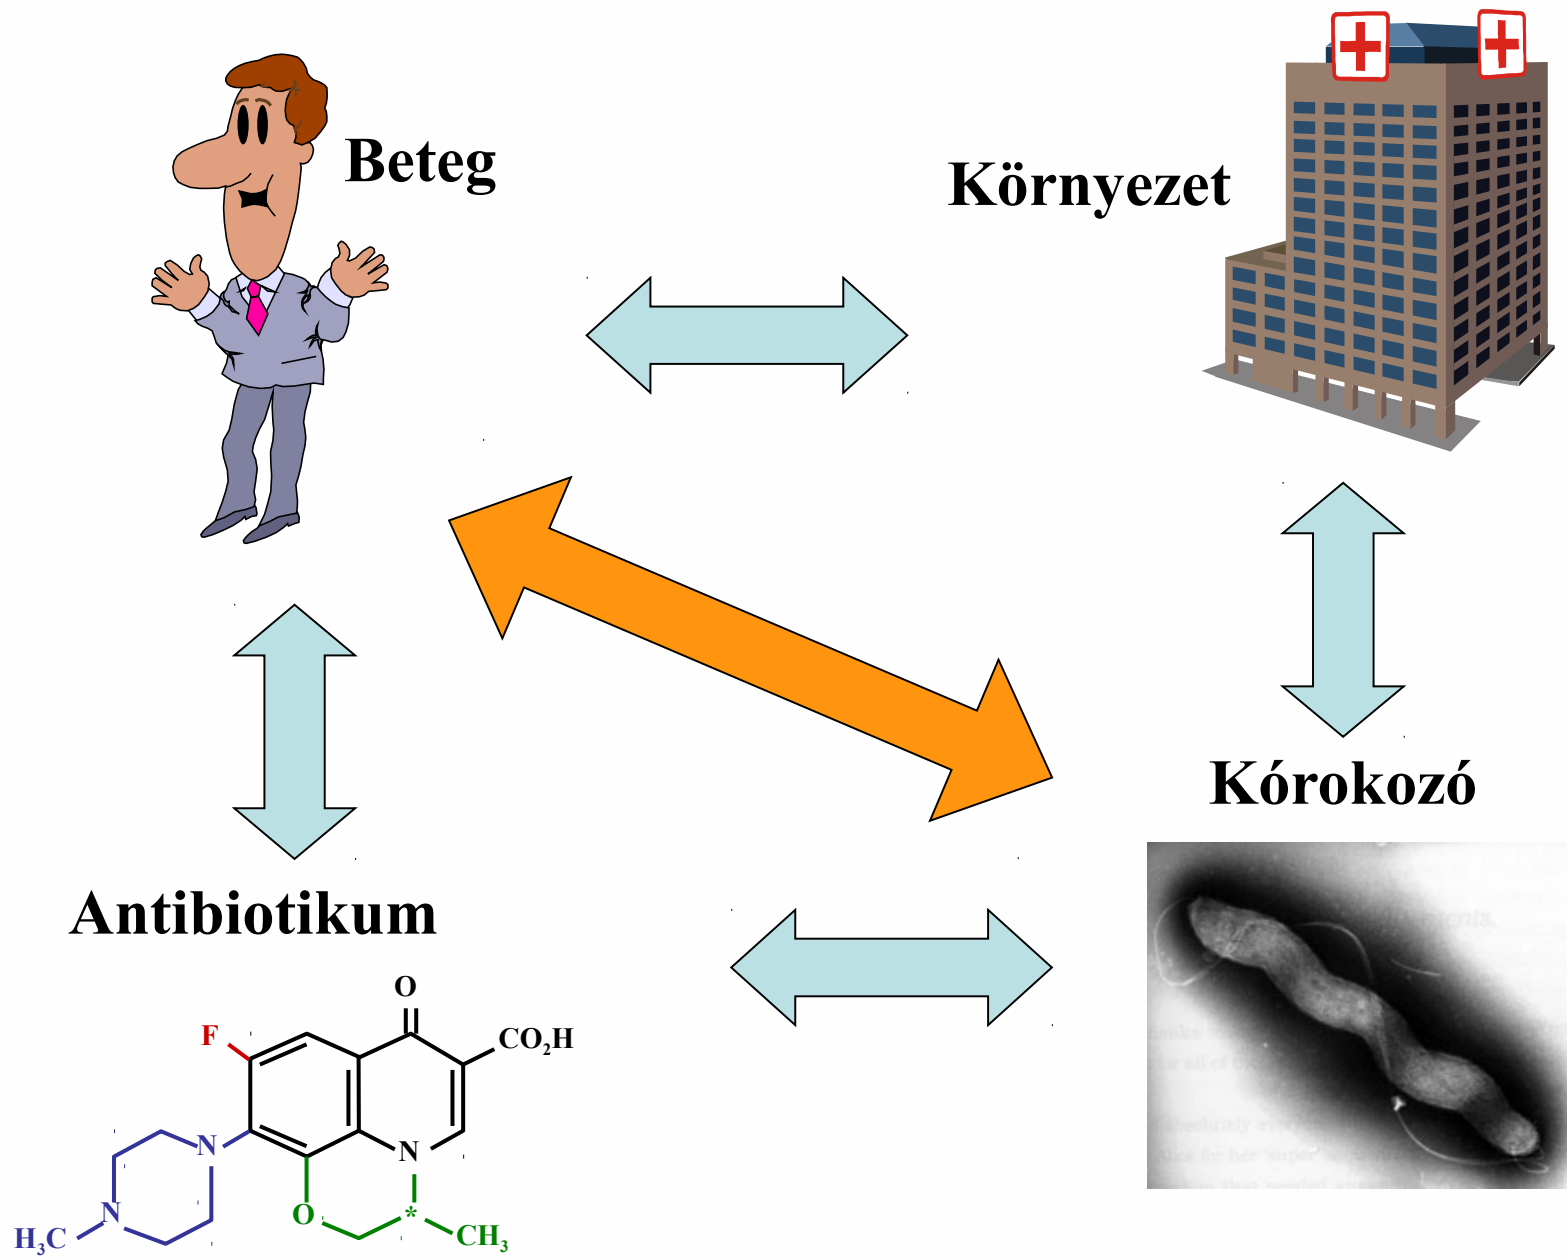 Beteg
Környezet
Kórokozó
Antibiotikum
O
F
CO₂H
N
N
N
O
*
H₃C
CH₃